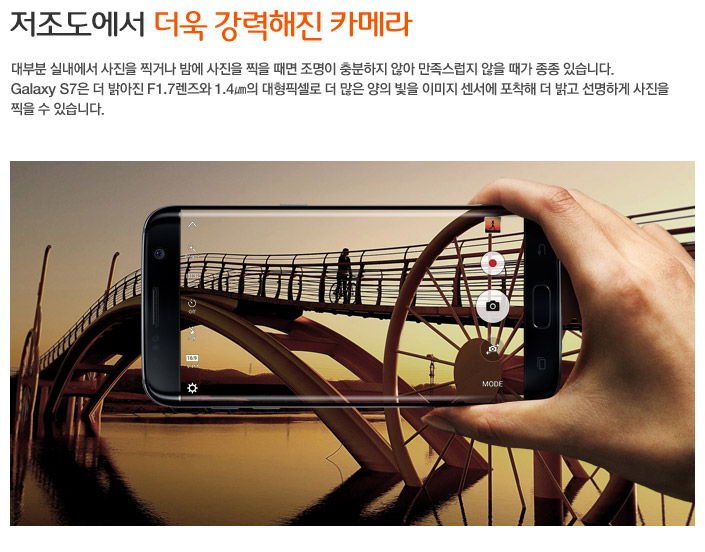 저조도에서 더욱 강력해진 카메라
대부분 실내에서 사진을 찍거나 밤에 사진을 찍을 때면 조명이 충분하지 않아 만족스럽지 않을 때가 종종 있습니다.
Galaxy S7은 더 밝아진 F1.7렌즈와 1.4㎛의 대형픽셀로 더 많은 양의 빛을 이미지 센서에 포착해 더 밝고 선명하게 사진을
찍을 수 있습니다.
Off
16:9
MODE